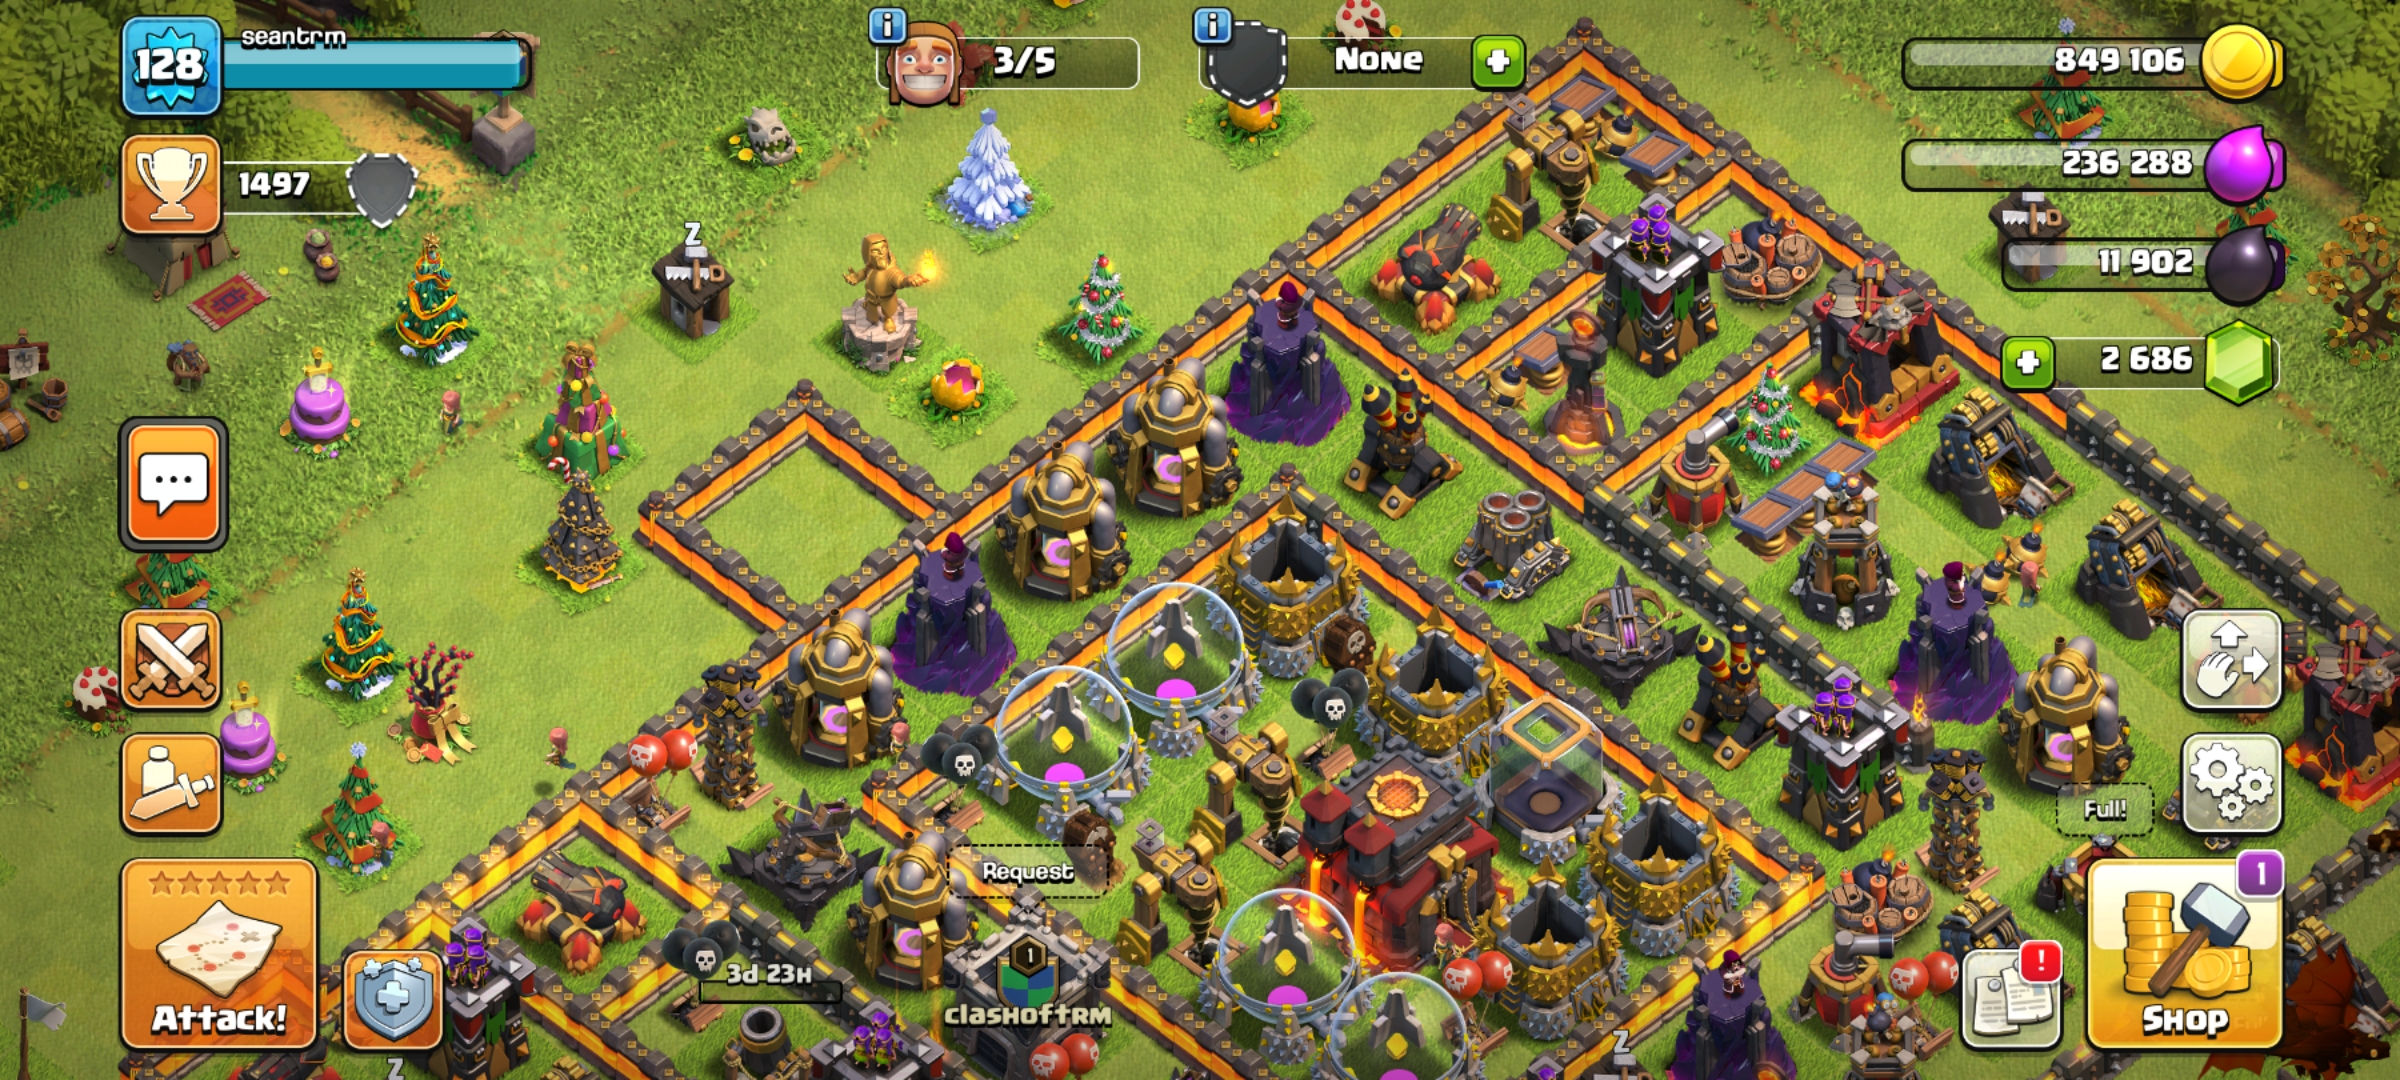 128
seantrm
3/5
None
849 106
1497
236 288
11 902
2 686
Z
Full!
Request
1
1
3d 23h
clashoftRM
Attack!
Shop
!
Z
Z